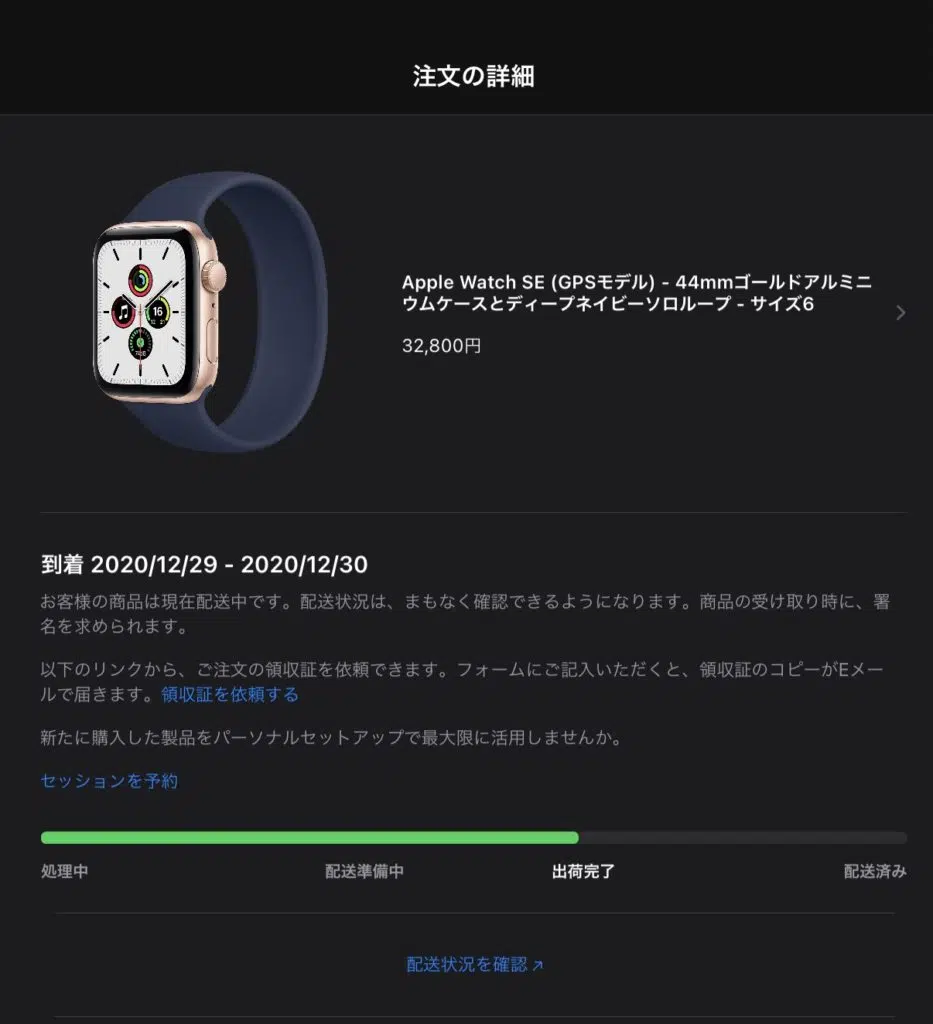 注文の詳細
Apple Watch SE (GPSモデル) - 44mmゴールドアルミニ
ウムケースとディープネイビーソロループ - サイズ6
32,800円
16
到着 2020/12/29 - 2020/12/30
お客様の商品は現在配送中です。配送状況は、まもなく確認できるようになります。商品の受け取り時に、署
名を求められます。
以下のリンクから、ご注文の領収証を依頼できます。フォームにご記入いただくと、領収証のコピーがEメー
ルで届きます。領収証を依頼する
新たに購入した製品をパーソナルセットアップで最大限に活用しませんか。
セッションを予約
処理中
配送準備中
出荷完了
配送済み
配送状況を確認